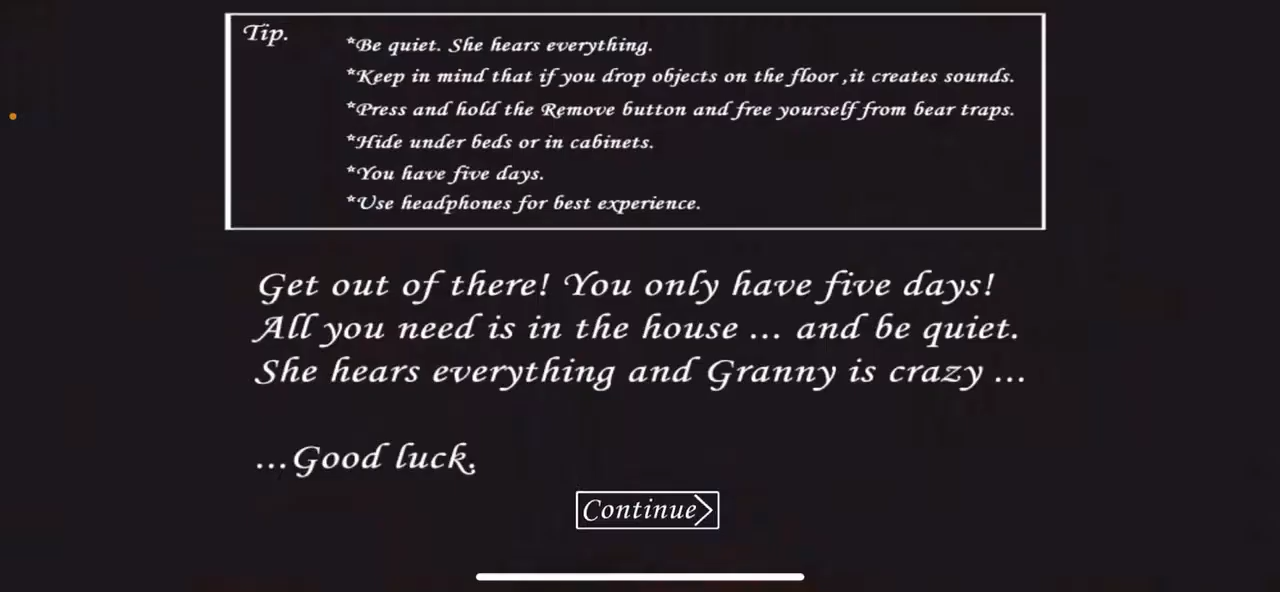 Tip.
*Be quiet. She hears everything.
*Keep in mind that if you drop objects on the floor ,it creates sounds.
*Press and hold the Remove button and free yourself from bear traps.
*Hide under beds or in cabinets.
*You have five days.
*Use headphones for best experience.
Get out of there! You only have five days!
All you need is in the house ... and be quiet.
She hears everything and Granny is crazy ...
...Good luck.
Continue